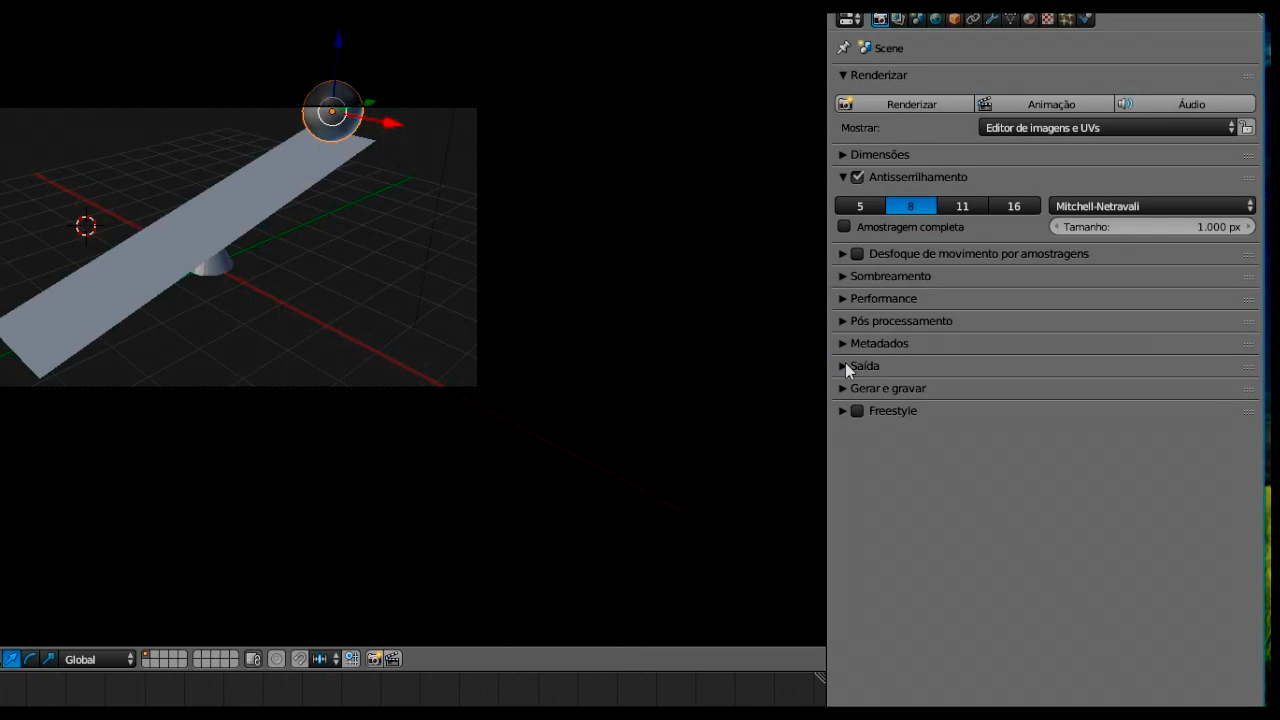 Scene
Renderizar
Renderizar Animação Áudio
Mostrar: Editor de imagens e UVs
Dimensões
Antisserrilhamento
5 8 11 16 Mitchell-Netravali
Amostragem completa Tamanho: 1.000 px
Desfoque de movimento por amostragens
Sombreamento
Performance
Pós processamento
Metadados
Saída
Gerar e gravar
Freestyle
Global